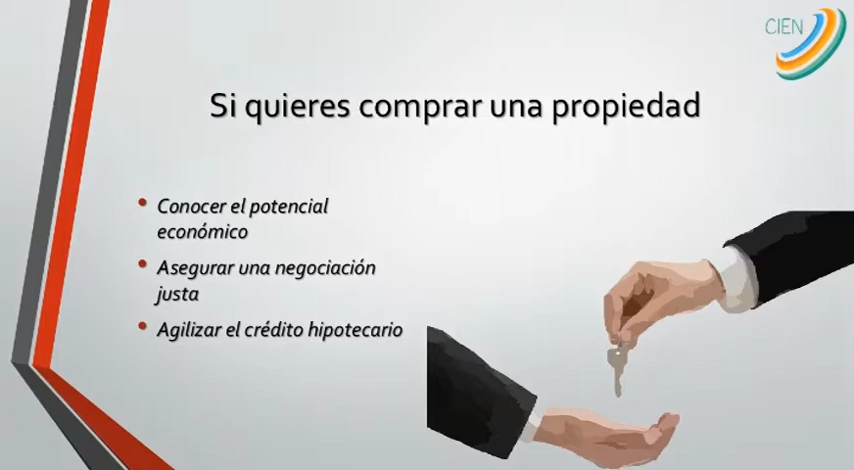 CIEN
Si quieres comprar una propiedad
• Conocer el potencial
económico
• Asegurar una negociación
justa
• Agilizar el crédito hipotecario